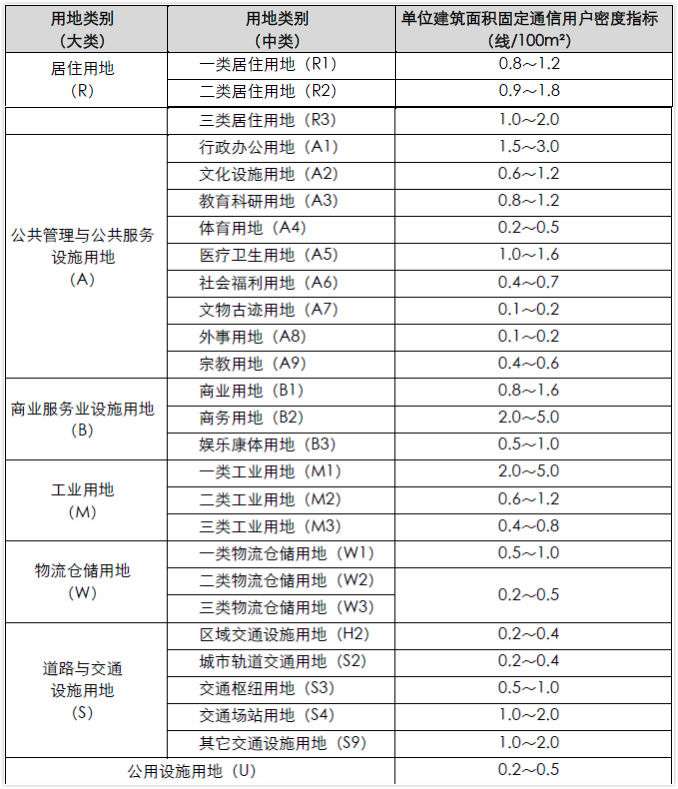 用地类别 用地类别 单位建筑面积固定通信用户密度指标
（大类） （中类） （线/100m²）
居住用地
（R）
一类居住用地（R1） 0.8～1.2
二类居住用地（R2） 0.9～1.8
三类居住用地（R3） 1.0～2.0
公共管理与公共服务
设施用地
（A）
行政办公用地（A1） 1.5～3.0
文化设施用地（A2） 0.6～1.2
教育科研用地（A3） 0.8～1.2
体育用地（A4） 0.2～0.5
医疗卫生用地（A5） 1.0～1.6
社会福利用地（A6） 0.4～0.7
文物古迹用地（A7） 0.1～0.2
外事用地（A8） 0.1～0.2
宗教用地（A9） 0.4～0.6
商业服务业设施用地
（B）
商业用地（B1） 0.8～1.6
商务用地（B2） 2.0～5.0
娱乐康体用地（B3） 0.5～1.0
工业用地
（M）
一类工业用地（M1） 2.0～5.0
二类工业用地（M2） 0.6～1.2
三类工业用地（M3） 0.4～0.8
物流仓储用地
（W）
一类物流仓储用地（W1） 0.5～1.0
二类物流仓储用地（W2）
三类物流仓储用地（W3）
0.2～0.5
道路与交通
设施用地
（S）
区域交通设施用地（H2） 0.2～0.4
城市轨道交通用地（S2） 0.2～0.4
交通枢纽用地（S3） 0.5～1.0
交通场站用地（S4） 1.0～2.0
其它交通设施用地（S9） 1.0～2.0
公用设施用地（U） 0.2～0.5